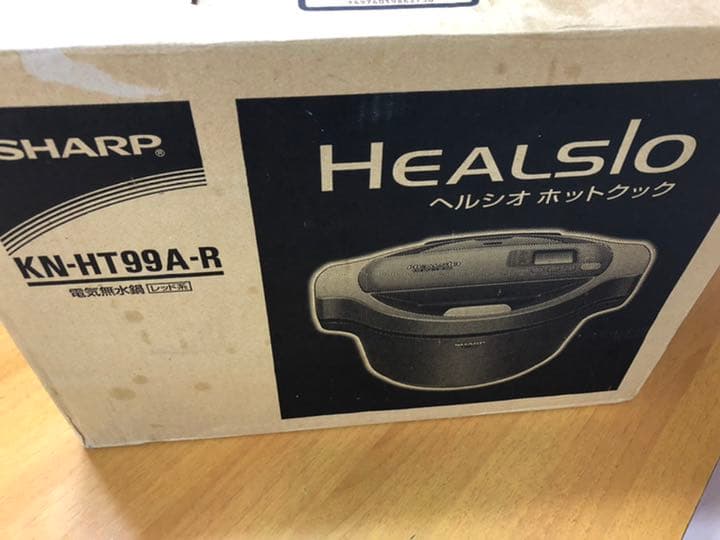 SHARP®
KN-HT99A-R
電気無水鍋 レッド系
HEALSIO
ヘルシオ ホットクック
HEALSIO
SHARP